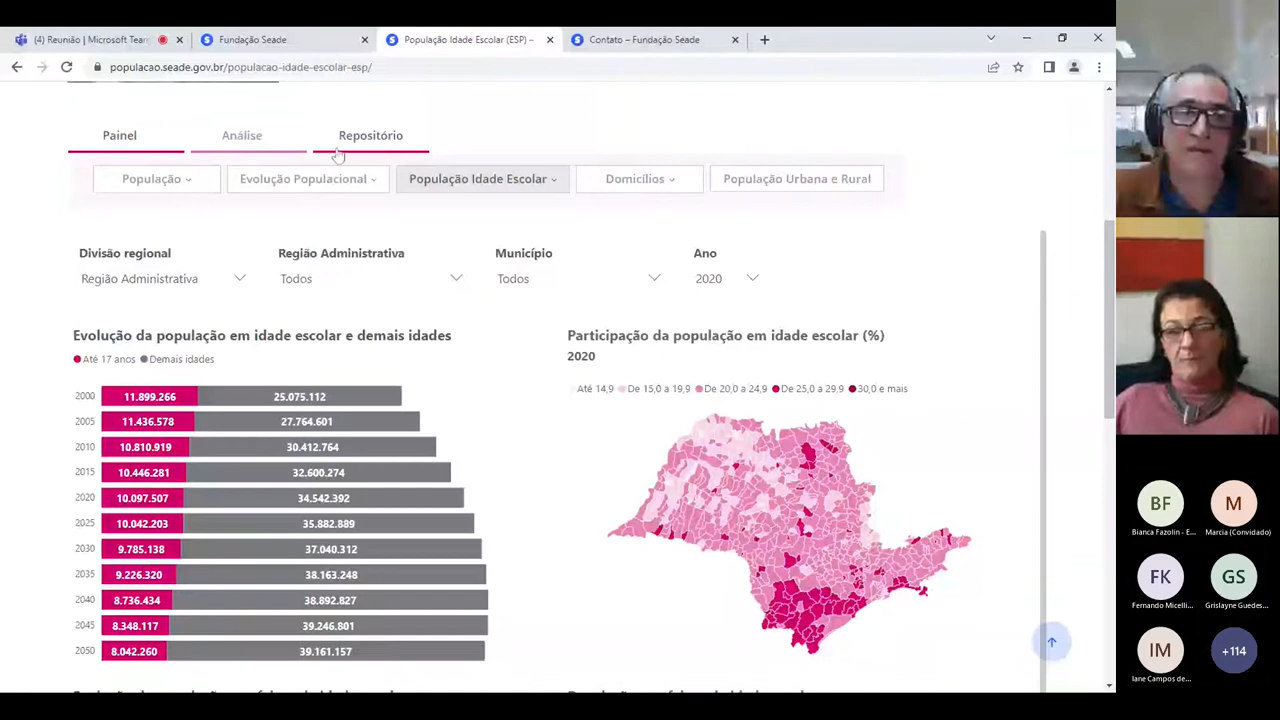 (4) Reunião | Microsoft Team
Fundação Seade
População Idade Escolar (ESP) –
Contato – Fundação Seade
populacao.seade.gov.br/populacao-idade-escolar-esp/
Painel
Análise
Repositório
População
Evolução Populacional
População Idade Escolar
Domicílios
População Urbana e Rural
Divisão regional
Região Administrativa
Município
Ano
Região Administrativa
Todos
Todos
2020
Evolução da população em idade escolar e demais idades
Até 17 anos
Demais idades
2000 11.899.266 25.075.112
2005 11.436.578 27.764.601
2010 10.810.919 30.412.764
2015 10.446.281 32.600.274
2020 10.097.507 34.542.392
2025 10.042.203 35.882.889
2030 9.785.138 37.040.312
2035 9.226.320 38.163.248
2040 8.736.434 38.892.827
2045 8.348.117 39.246.801
2050 8.042.260 39.161.157
Participação da população em idade escolar (%)
2020
Até 14,9 De 15,0 a 19,9 De 20,0 a 24,9 De 25,0 a 29,9 30,0 e mais
BF
Bianca Fazolin - E...
M
Marcia (Convidado)
FK
Fernando Micelli...
GS
Grislayne Guedes...
IM
Iane Campos de...
+114